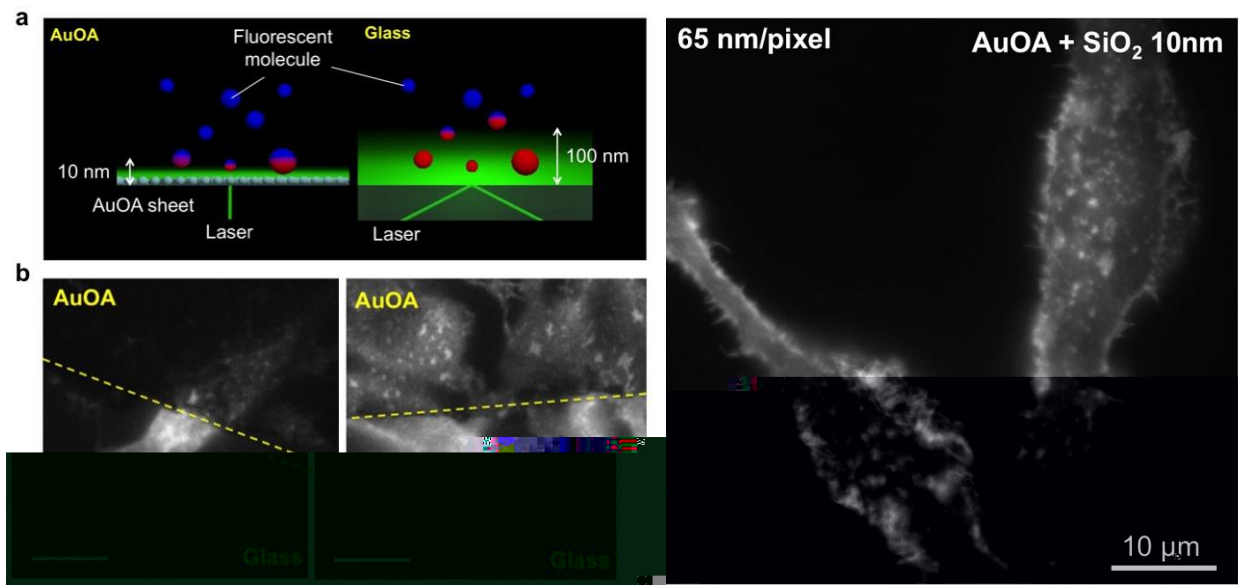 a
AuOA
Fluorescent
molecule
Glass
10 nm
100 nm
AuOA sheet
Laser
Laser
b
AuOA
AuOA
Glass
Glass
65 nm/pixel
AuOA + SiO₂ 10nm
10 µm